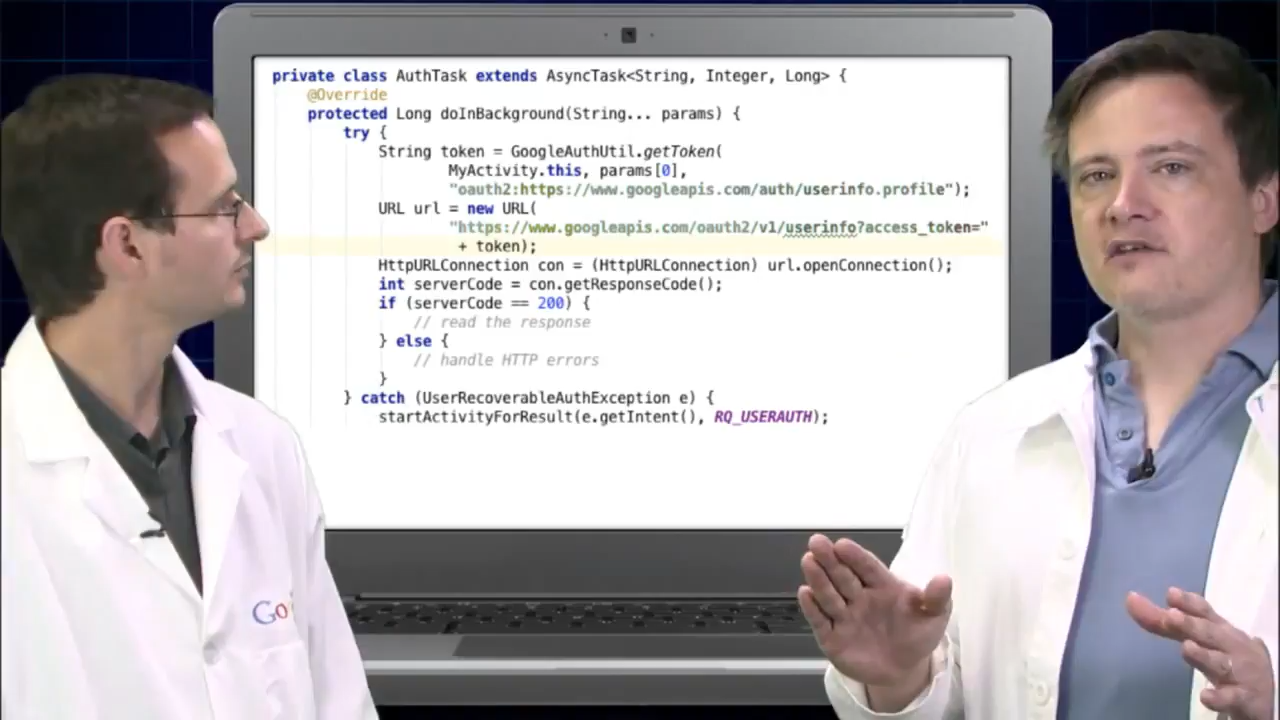 private class AuthTask extends AsyncTask<String, Integer, Long> {
@Override
protected Long doInBackground(String... params) {
try {
String token = GoogleAuthUtil.getToken(
MyActivity.this, params[0],
"oauth2:https://www.googleapis.com/auth/userinfo.profile");
URL url = new URL(
"https://www.googleapis.com/oauth2/v1/userinfo?access_token="
+ token);
HttpURLConnection con = (HttpURLConnection) url.openConnection();
int serverCode = con.getResponseCode();
if (serverCode == 200) {
// read the response
} else {
// handle HTTP errors
}
} catch (UserRecoverableAuthException e) {
startActivityForResult(e.getIntent(), RQ_USERAUTH);